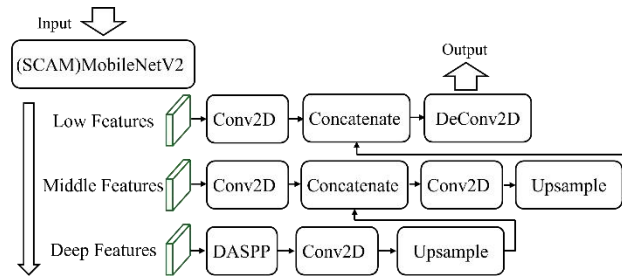 Input
(SCAM)MobileNetV2
Output
Low Features
Conv2D
Concatenate
DeConv2D
Middle Features
Conv2D
Concatenate
Conv2D
Upsample
Deep Features
DASPP
Conv2D
Upsample